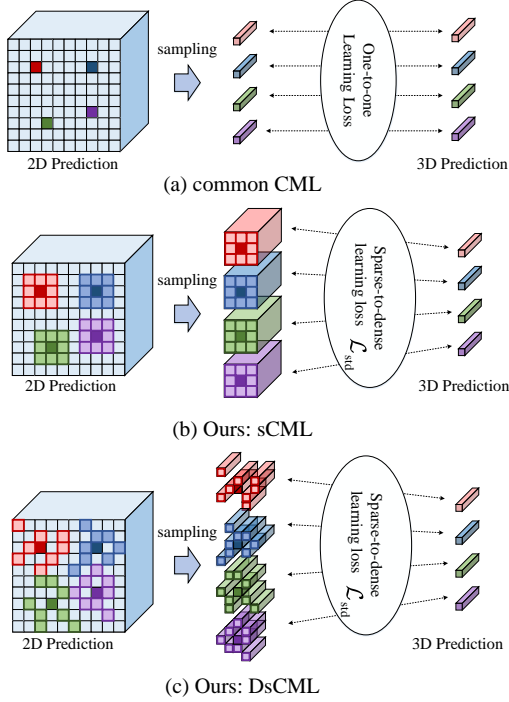 sampling
One-to-one
Learning Loss
2D Prediction
3D Prediction
(a) common CML
sampling
Sparse-to-dense
learning loss
ℒstd
2D Prediction
3D Prediction
(b) Ours: sCML
sampling
Sparse-to-dense
learning loss
ℒstd
2D Prediction
3D Prediction
(c) Ours: DsCML